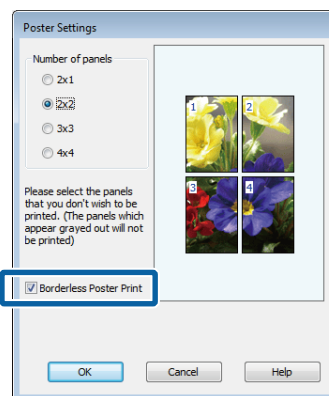 Poster Settings
Number of panels
2x1
2x2
3x3
4x4
Please select the panels
that you don't wish to be
printed. (The panels which
appear grayed out will not
be printed)
1
2
3
4
Borderless Poster Print
OK
Cancel
Help